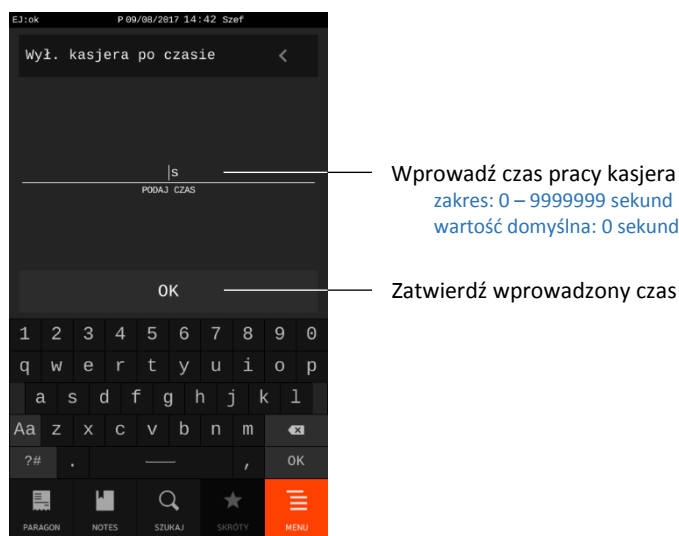 EJ:ok P 09/08/2017 14:42 Szef
Wył. kasjera po czasie <
s
PODAJ CZAS
Wprowadź czas pracy kasjera
zakres: 0 – 9999999 sekund
wartość domyślna: 0 sekund
OK
Zatwierdź wprowadzony czas
1 2 3 4 5 6 7 8 9 0
q w e r t y u i o p
a s d f g h j k l
Aa z x c v b n m
?# . , OK
PARAGON NOTES SZUKAJ SKRÓTY MENU